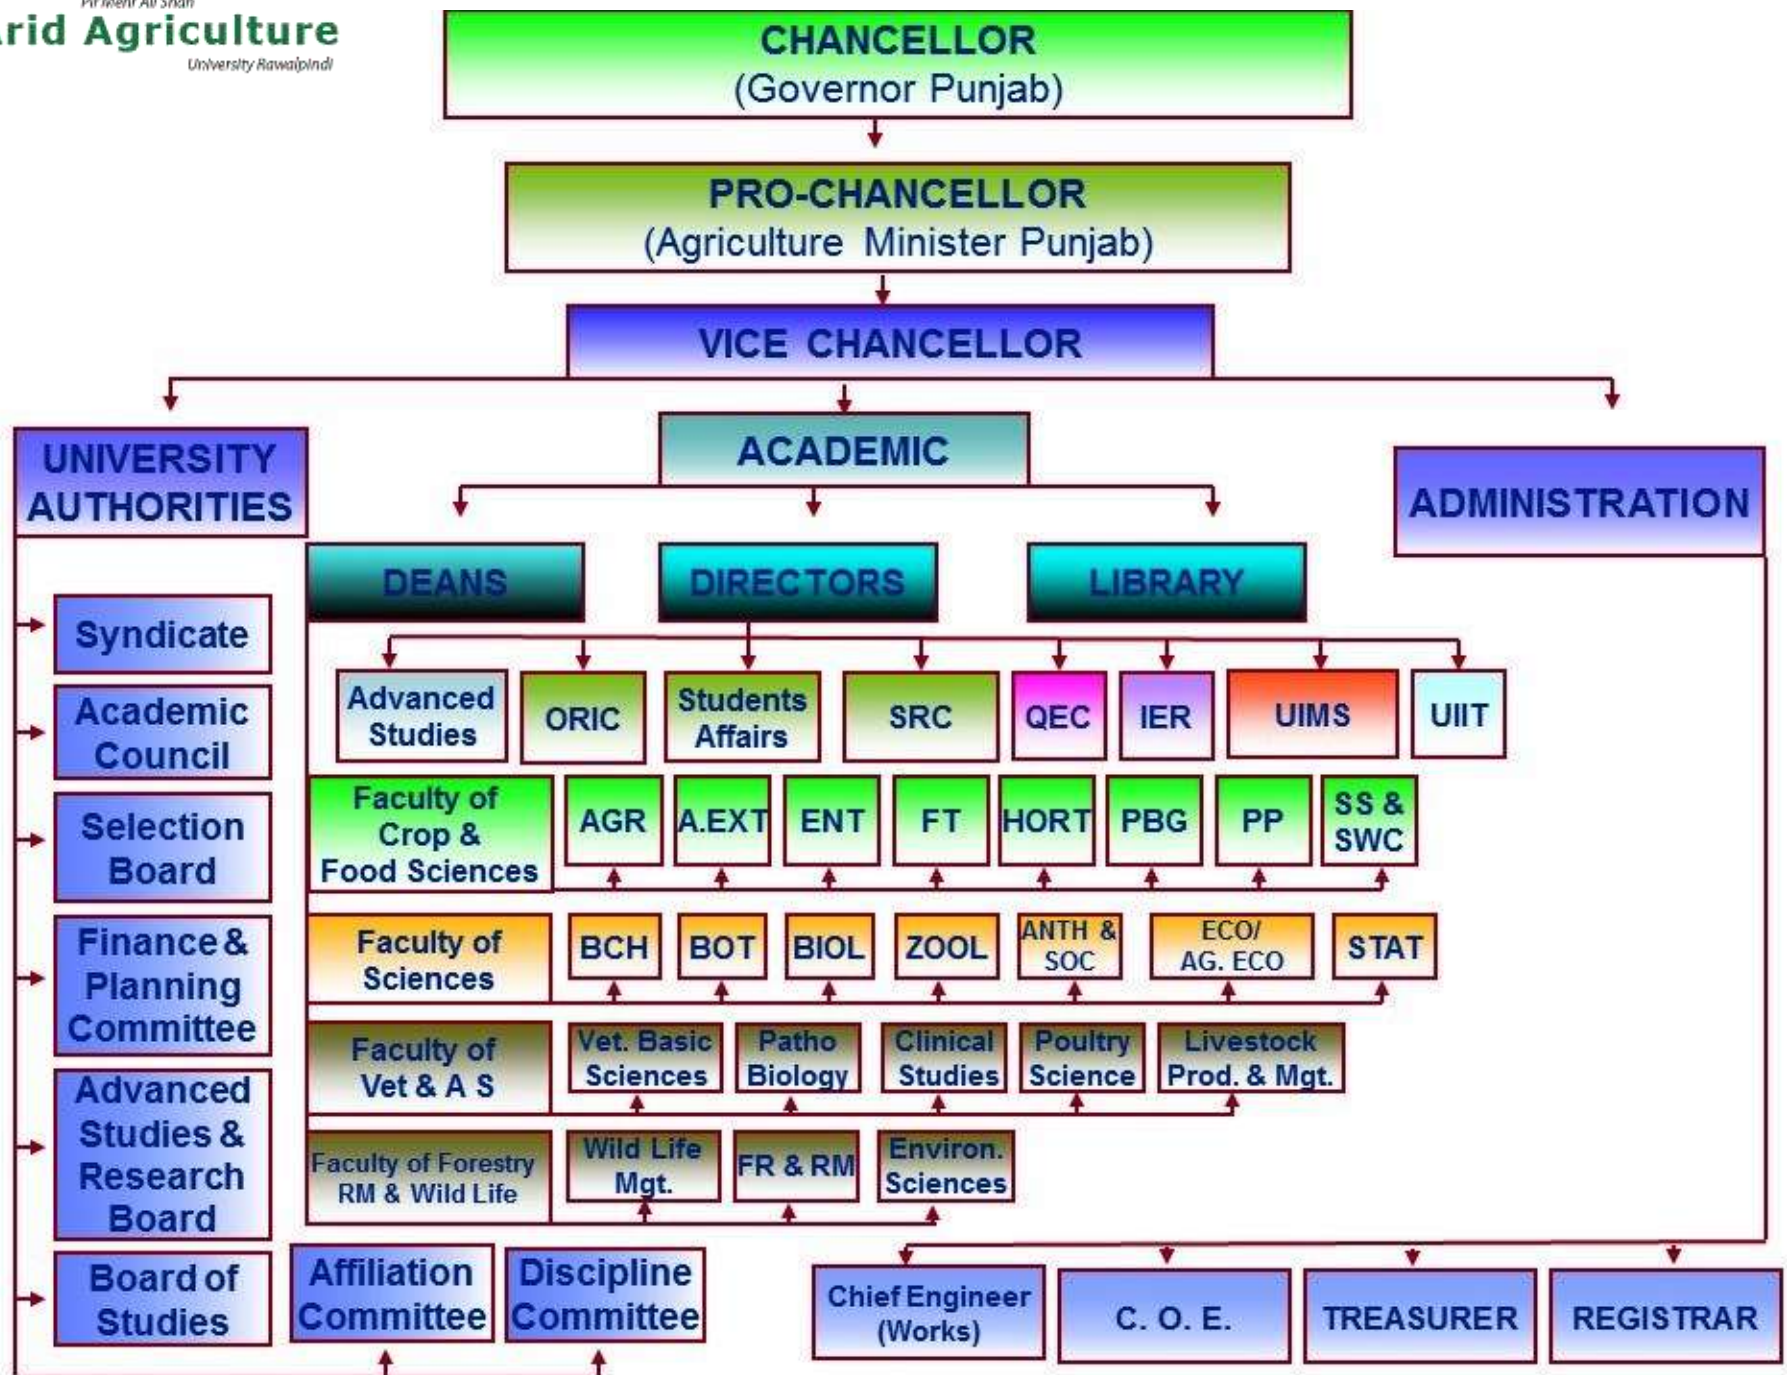 Pir Mehr Ali Shah
Arid Agriculture
University Rawalpindi
CHANCELLOR
(Governor Punjab)
PRO-CHANCELLOR
(Agriculture Minister Punjab)
VICE CHANCELLOR
UNIVERSITY
AUTHORITIES
ACADEMIC
ADMINISTRATION
DEANS
DIRECTORS
LIBRARY
Syndicate
Academic
Council
Selection
Board
Finance &
Planning
Committee
Advanced
Studies &
Research
Board
Board of
Studies
Affiliation
Committee
Discipline
Committee
Advanced
Studies
ORIC
Students
Affairs
SRC
QEC
IER
UIMS
UIIT
Faculty of
Crop &
Food Sciences
AGR
A.EXT
ENT
FT
HORT
PBG
PP
SS &
SWC
Faculty of
Sciences
BCH
BOT
BIOL
ZOOL
ANTH &
SOC
ECO/
AG. ECO
STAT
Faculty of
Vet & A S
Vet. Basic
Sciences
Patho
Biology
Clinical
Studies
Poultry
Science
Livestock
Prod. & Mgt.
Faculty of Forestry
RM & Wild Life
Wild Life
Mgt.
FR & RM
Environ.
Sciences
Chief Engineer
(Works)
C. O. E.
TREASURER
REGISTRAR